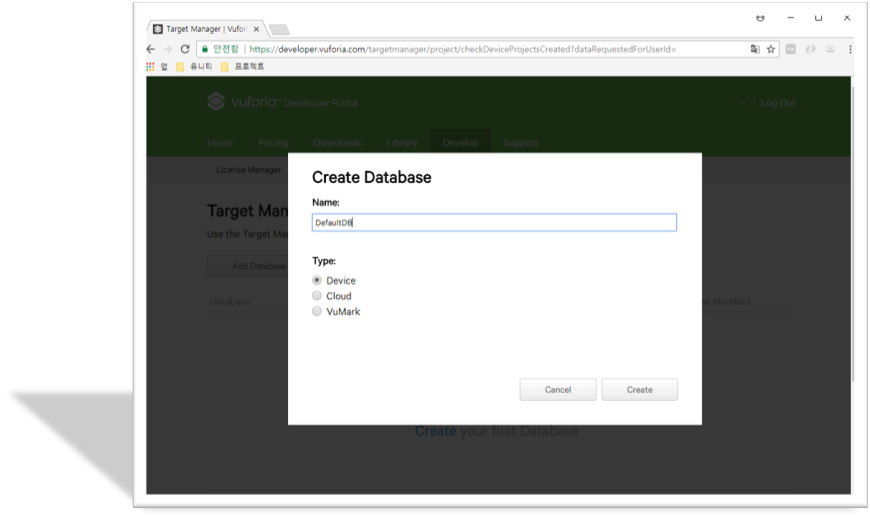 Target Manager | Vufori
안전함 | https://developer.vuforia.com/targetmanager/project/checkDeviceProjectsCreated?dataRequestedForUserId=
앱 유니티 프로젝트
vuforia™ Developer Portal
Log Out
Home Pricing Downloads Library Develop Support
License Manager
Create Database
Name:
DefaultDB
Type:
Device
Cloud
VuMark
Cancel Create
Target Man
Use the Target Ma
Add Database
Database
Modified
Create your first Database